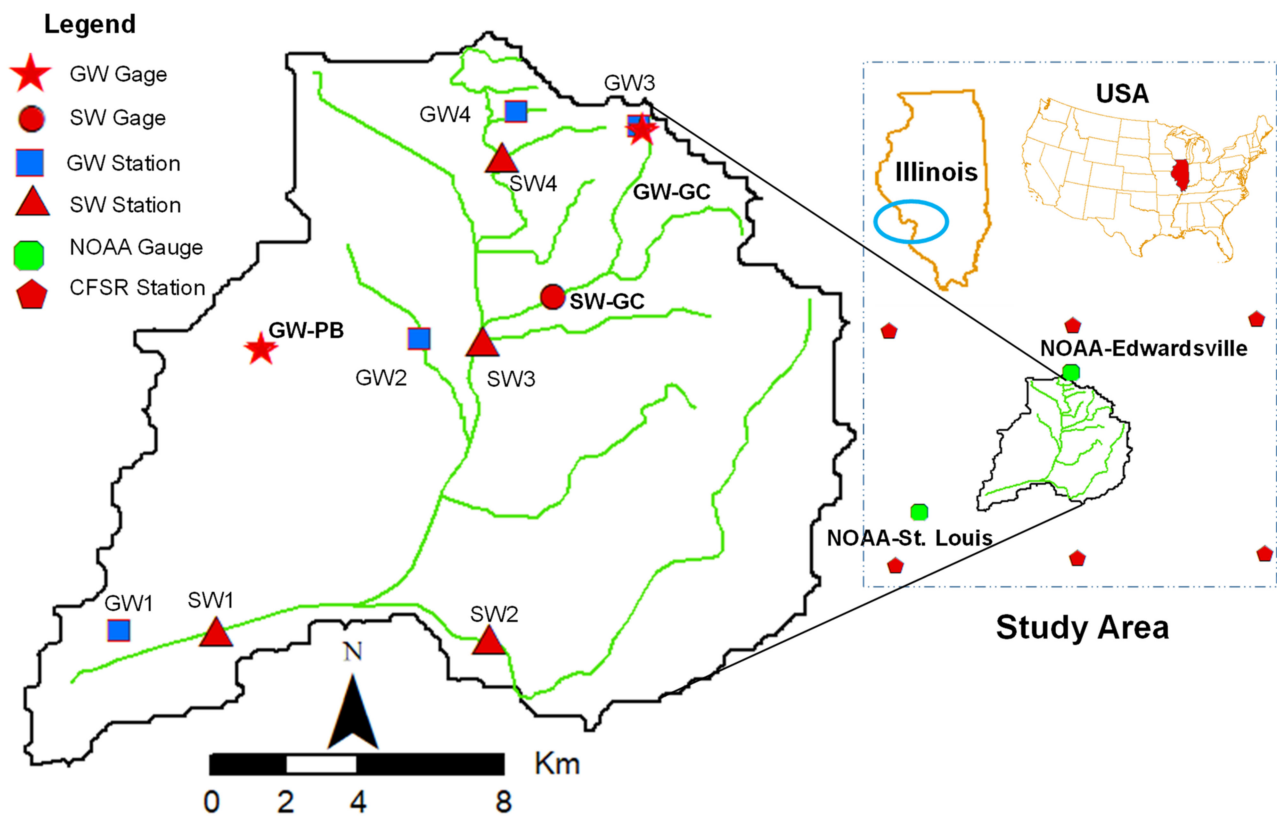 Legend
GW Gage
SW Gage
GW Station
SW Station
NOAA Gauge
CFSR Station
GW3
GW4
SW4
GW-GC
SW-GC
GW-PB
GW2
SW3
GW1
SW1
SW2
N
Km
0 2 4 8
USA
Illinois
NOAA-Edwardsville
NOAA-St. Louis
Study Area